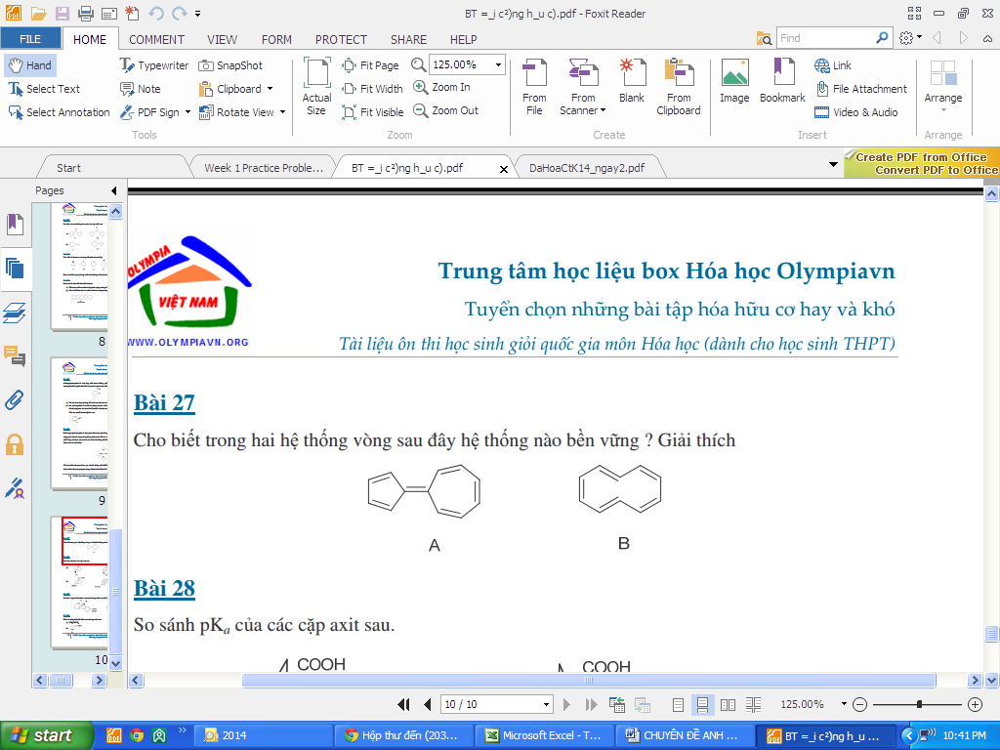 BT =_i c²)ng h_u c).pdf - Foxit Reader
FILE HOME COMMENT VIEW FORM PROTECT SHARE HELP
Find
Hand Typewriter SnapShot
Select Text Note Clipboard
Select Annotation PDF Sign Rotate View
Tools
Actual Size
Fit Page 125.00%
Fit Width Zoom In
Fit Visible Zoom Out
Zoom
From File
From Scanner
Blank
From Clipboard
Create
Image
Bookmark
Link
File Attachment
Video & Audio
Insert
Arrange
Arrange
Start Week 1 Practice Proble... BT =_i c²)ng h_u c).pdf DaHoaCtK14_ngay2.pdf
Create PDF from Office
Convert PDF to Office
Pages
8
9
10
OLYMPIA
VIỆT NAM
WWW.OLYMPIAVN.ORG
Trung tâm học liệu box Hóa học Olympiavn
Tuyển chọn những bài tập hóa hữu cơ hay và khó
Tài liệu ôn thi học sinh giỏi quốc gia môn Hóa học (dành cho học sinh THPT)
Bài 27
Cho biết trong hai hệ thống vòng sau đây hệ thống nào bền vững ? Giải thích
A B
Bài 28
So sánh pKa của các cặp axit sau.
COOH COOH
10 / 10 125.00%
start 2014 Hộp thư đến (203... Microsoft Excel - T... CHUYÊN ĐỀ ANH ... BT =_i c²)ng h_u c)... 10:41 PM